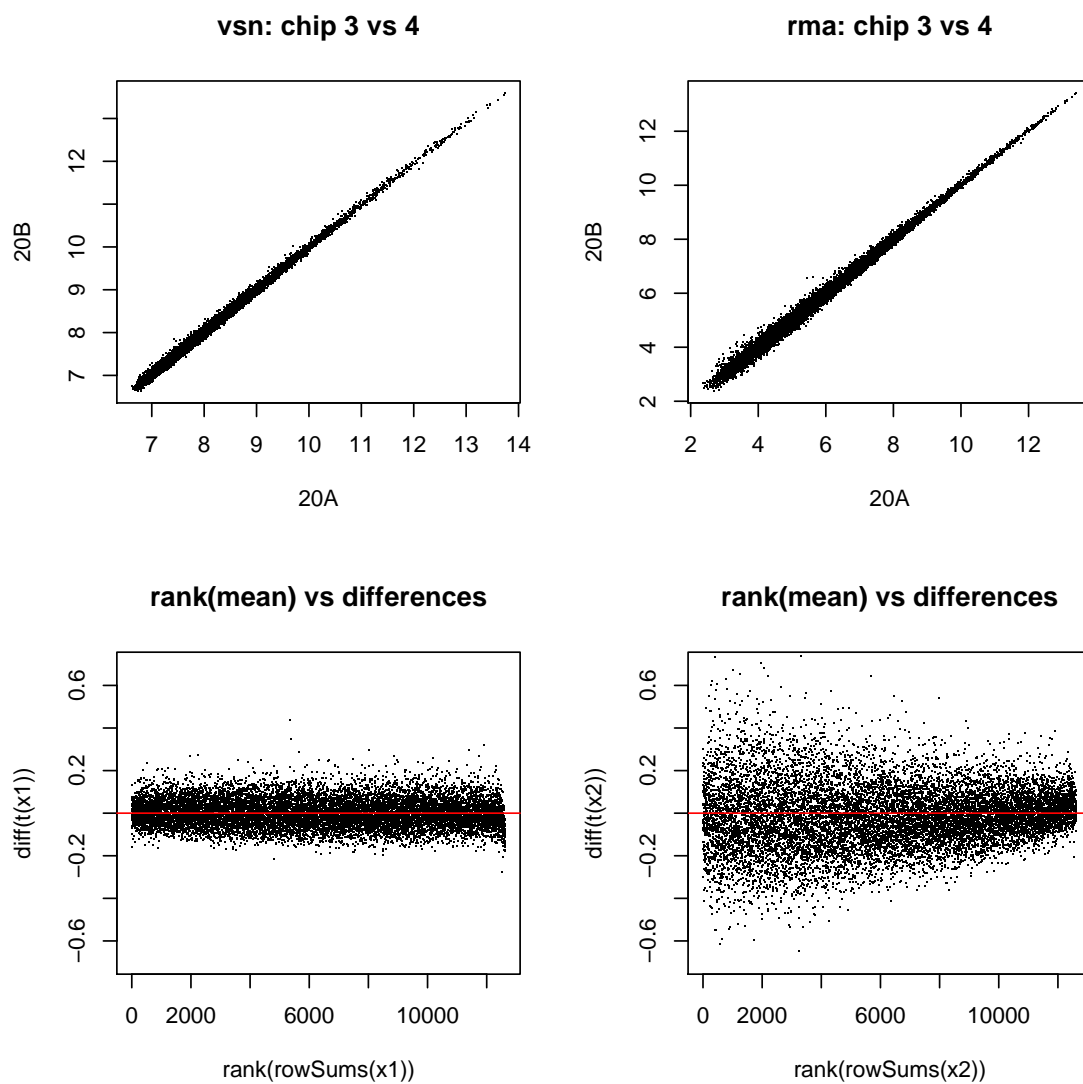 vsn: chip 3 vs 4
20B
7 8 9 10 12
7 8 9 10 11 12 13 14
20A
rma: chip 3 vs 4
20B
2 4 6 8 10 12
2 4 6 8 10 12
20A
rank(mean) vs differences
diff(t(x1))
−0.6 −0.2 0.2 0.6
0 2000 6000 10000
rank(rowSums(x1))
rank(mean) vs differences
diff(t(x2))
−0.6 −0.2 0.2 0.6
0 2000 6000 10000
rank(rowSums(x2))